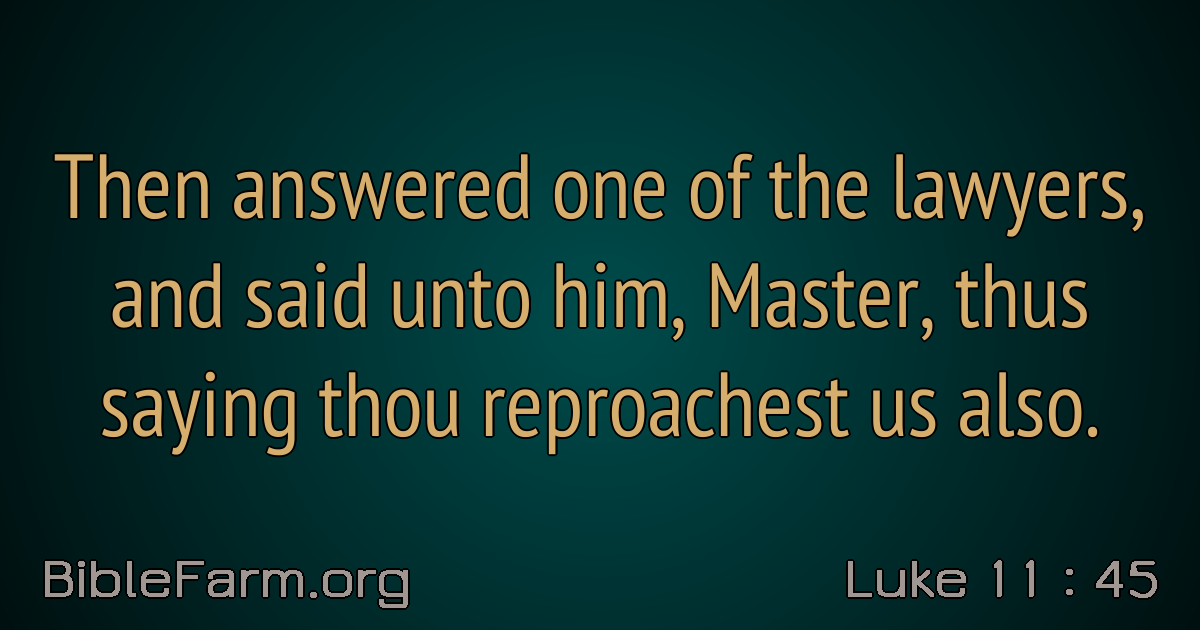 Then answered one of the lawyers,
and said unto him, Master, thus
saying thou reproachest us also.
BibleFarm.org
Luke 11 : 45